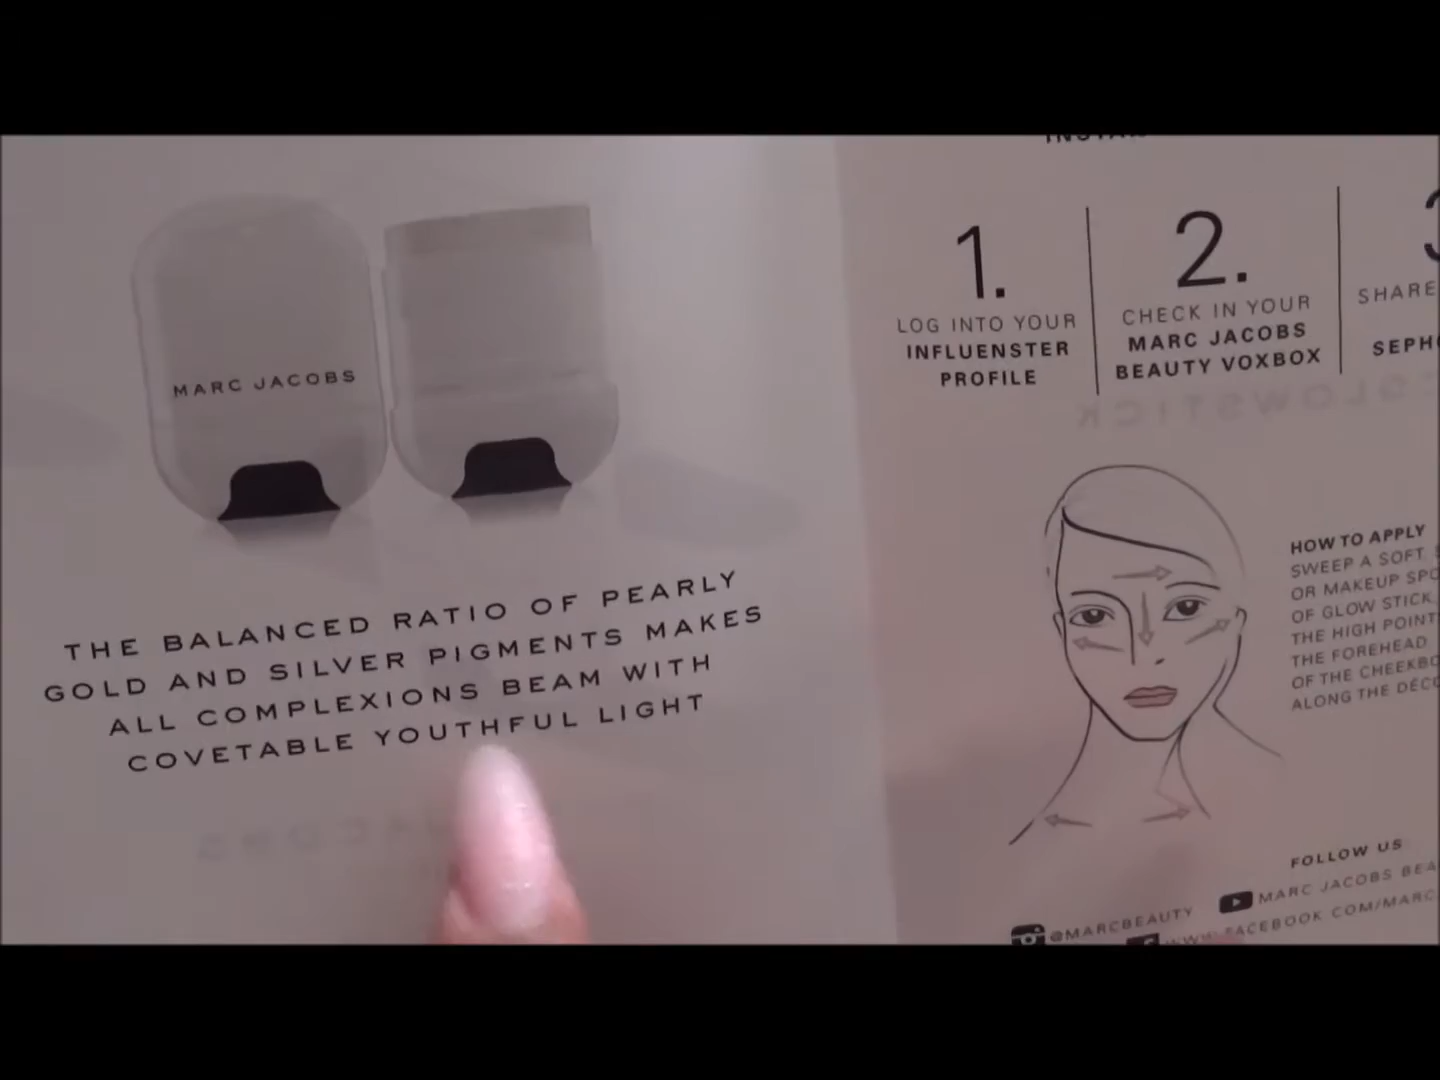 MARC JACOBS
THE BALANCED RATIO OF PEARLY
GOLD AND SILVER PIGMENTS MAKES
ALL COMPLEXIONS BEAM WITH
COVETABLE YOUTHFUL LIGHT
1.
LOG INTO YOUR
INFLUENSTER
PROFILE
2.
CHECK IN YOUR
MARC JACOBS
BEAUTY VOXBOX
SHARE
HOW TO APPLY
SWEEP A SOFT
OR MAKEUP
OF GLOW STICK
THE HIGH
THE FOREHEAD
OF THE
ALONG THE
FOLLOW US
MARC JACOBS
@MARCBEAUTY